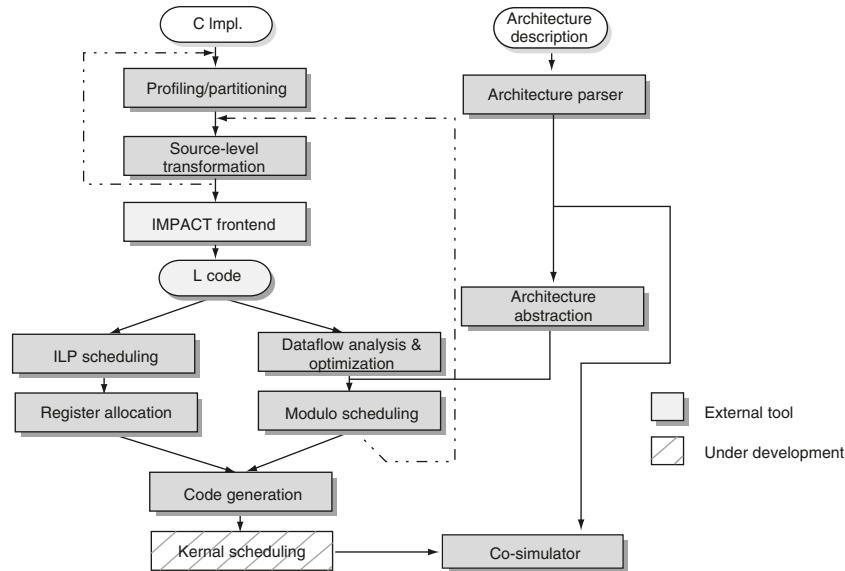 C Impl.
Architecture
description
Profiling/partitioning
Architecture parser
Source-level
transformation
IMPACT frontend
L code
Architecture
abstraction
ILP scheduling
Dataflow analysis &
optimization
Register allocation
Modulo scheduling
External tool
Under development
Code generation
Kernal scheduling
Co-simulator